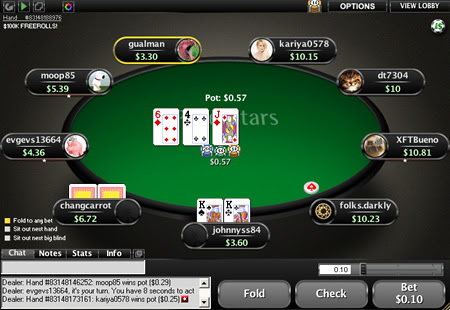 OPTIONS
VIEW LOBBY
Hand #83148188976
$100K FREEROLLS!
gualman
$3.30
kariya0578
$10.15
moop85
$5.39
dt7304
$10
Pot: $0.57
6 4 J
tars
evgevs13664
$4.36
XFTBueno
$10.81
$0.57
changcarrot
$6.72
K K
folks.darkly
$10.23
johnnyss84
$3.60
Fold to any bet
Sit out next hand
Sit out next big blind
Chat Notes Stats Info
0.10
Dealer: Hand #83148146252: moop85 wins pot ($0.29)
Dealer: evgevs13664, it's your turn. You have 8 seconds to act
Dealer: Hand #83148173161: kariya0578 wins pot ($0.25)
Fold
Check
Bet
$0.10